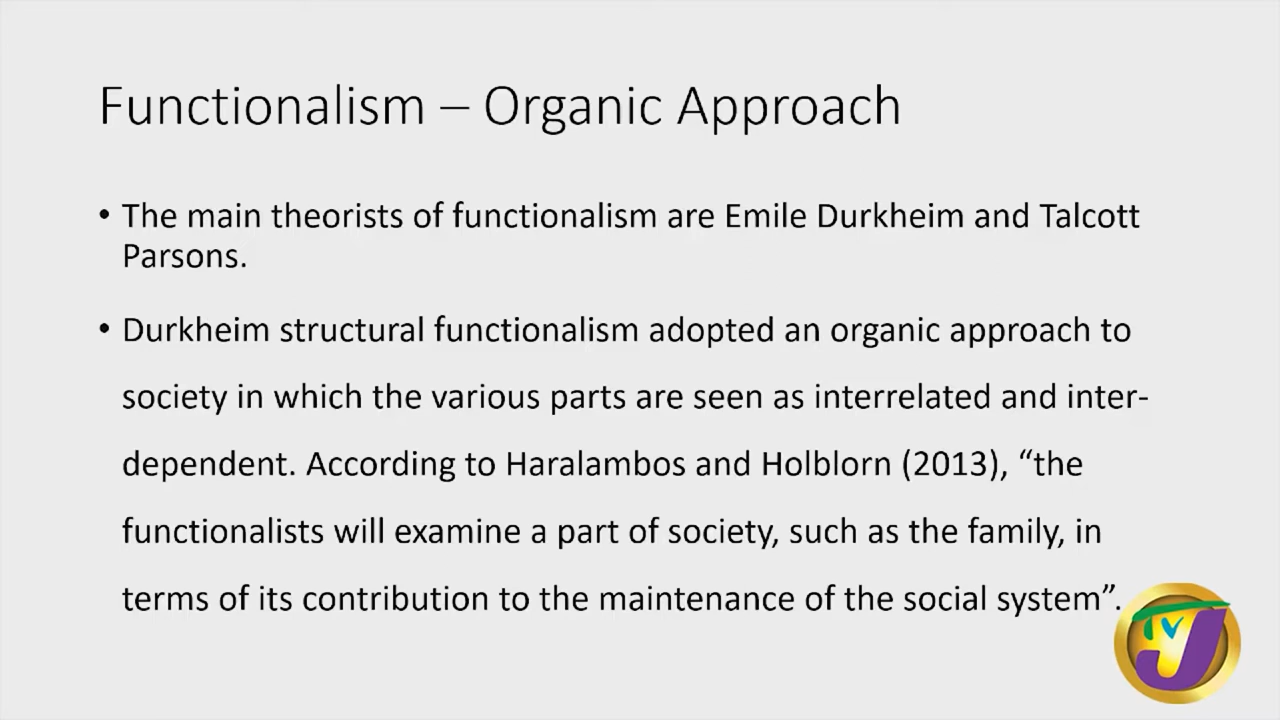 Functionalism – Organic Approach
• The main theorists of functionalism are Emile Durkheim and Talcott
Parsons.
• Durkheim structural functionalism adopted an organic approach to
society in which the various parts are seen as interrelated and inter-
dependent. According to Haralambos and Holblorn (2013), “the
functionalists will examine a part of society, such as the family, in
terms of its contribution to the maintenance of the social system”.
TVJ